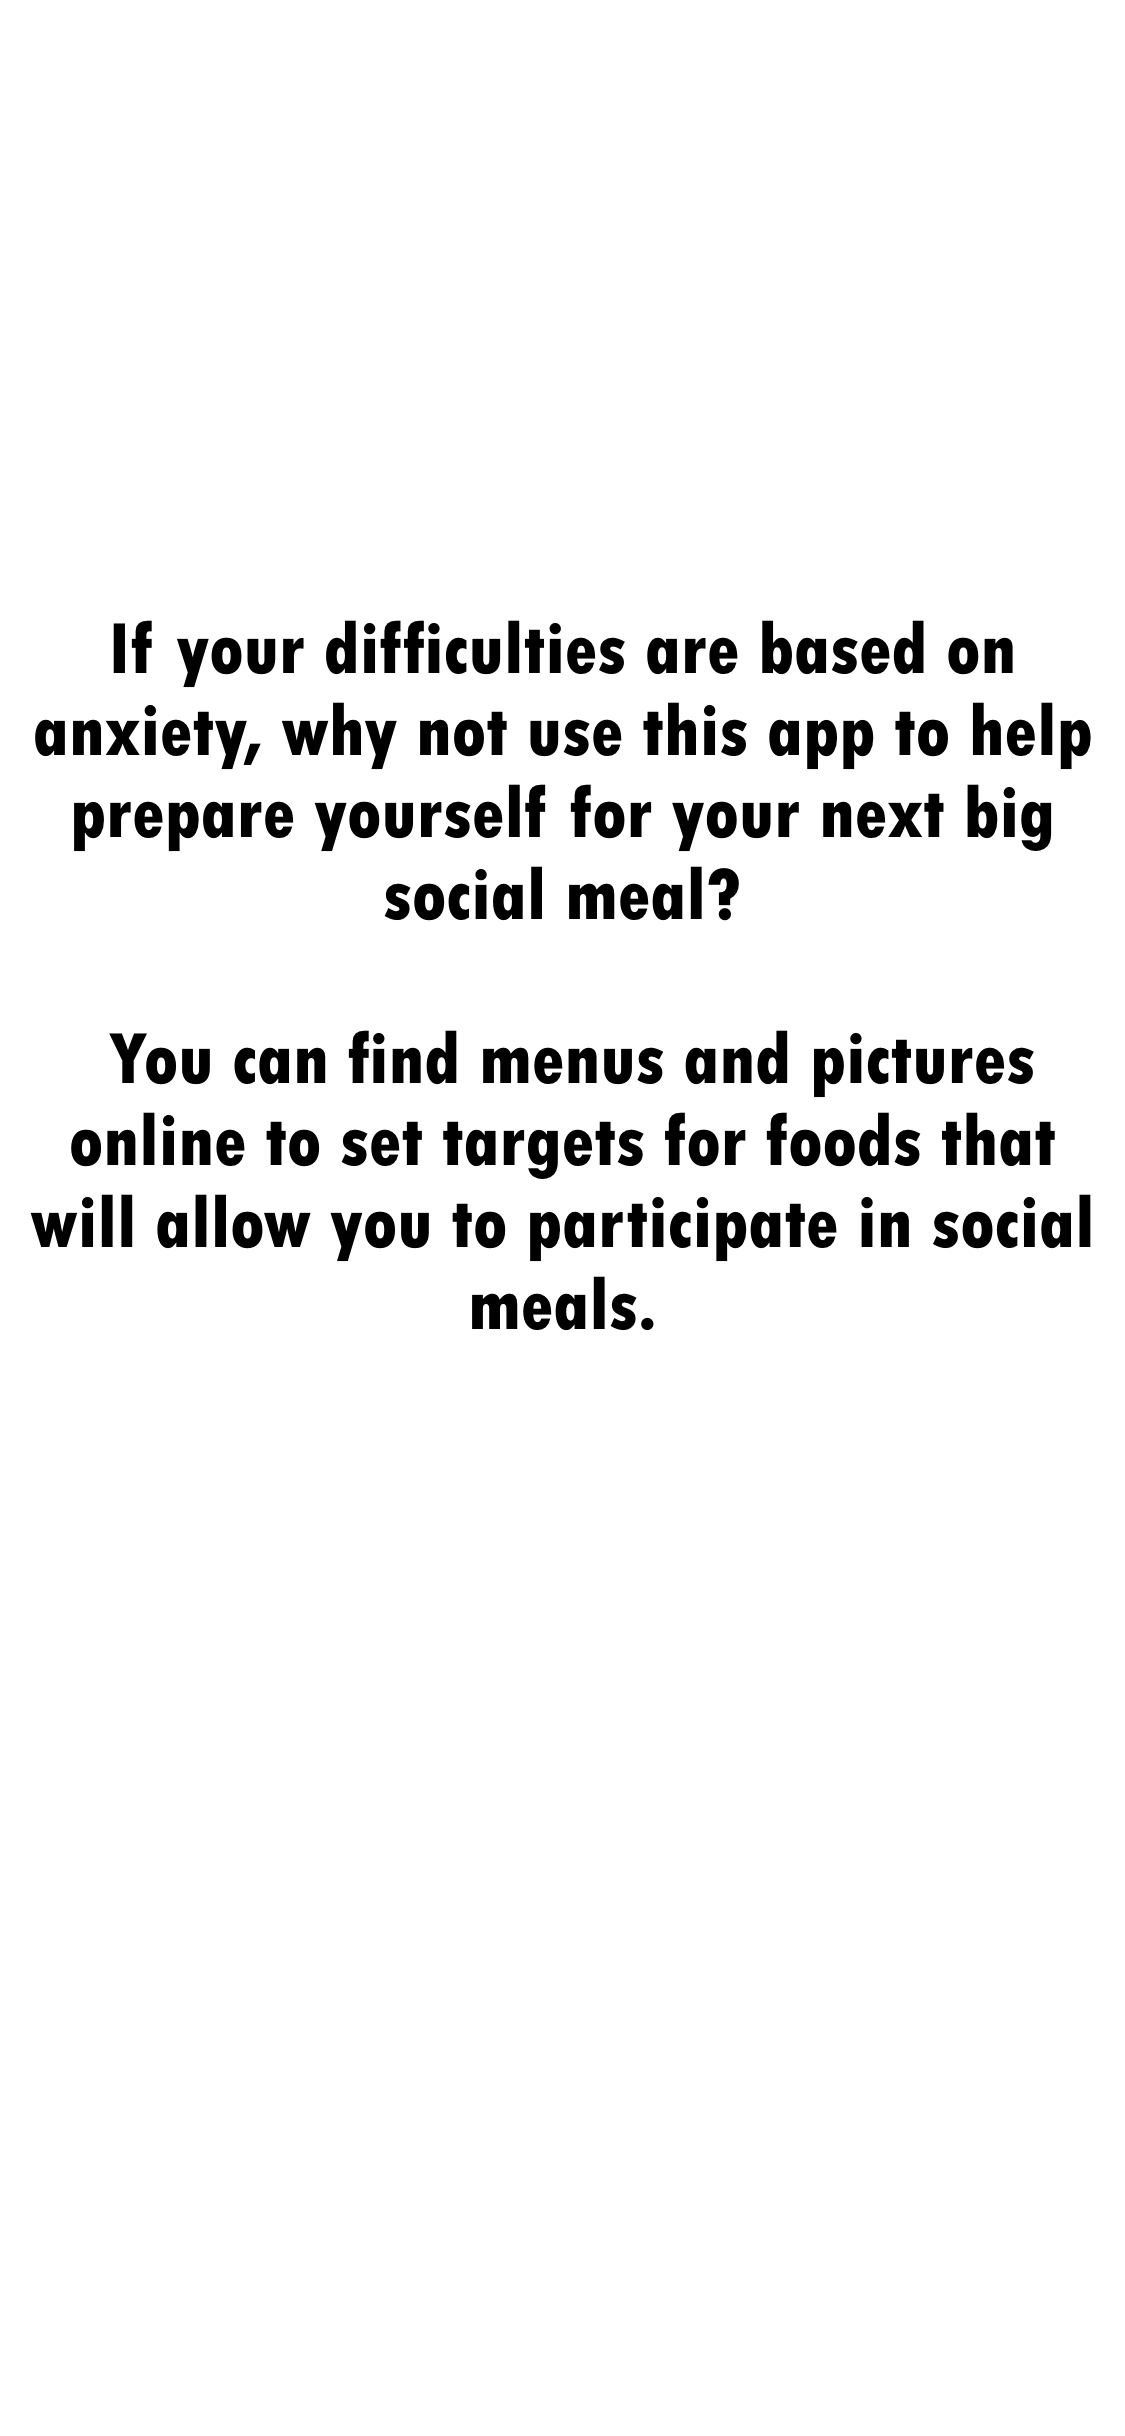 If your difficulties are based on
anxiety, why not use this app to help
prepare yourself for your next big
social meal?
You can find menus and pictures
online to set targets for foods that
will allow you to participate in social
meals.